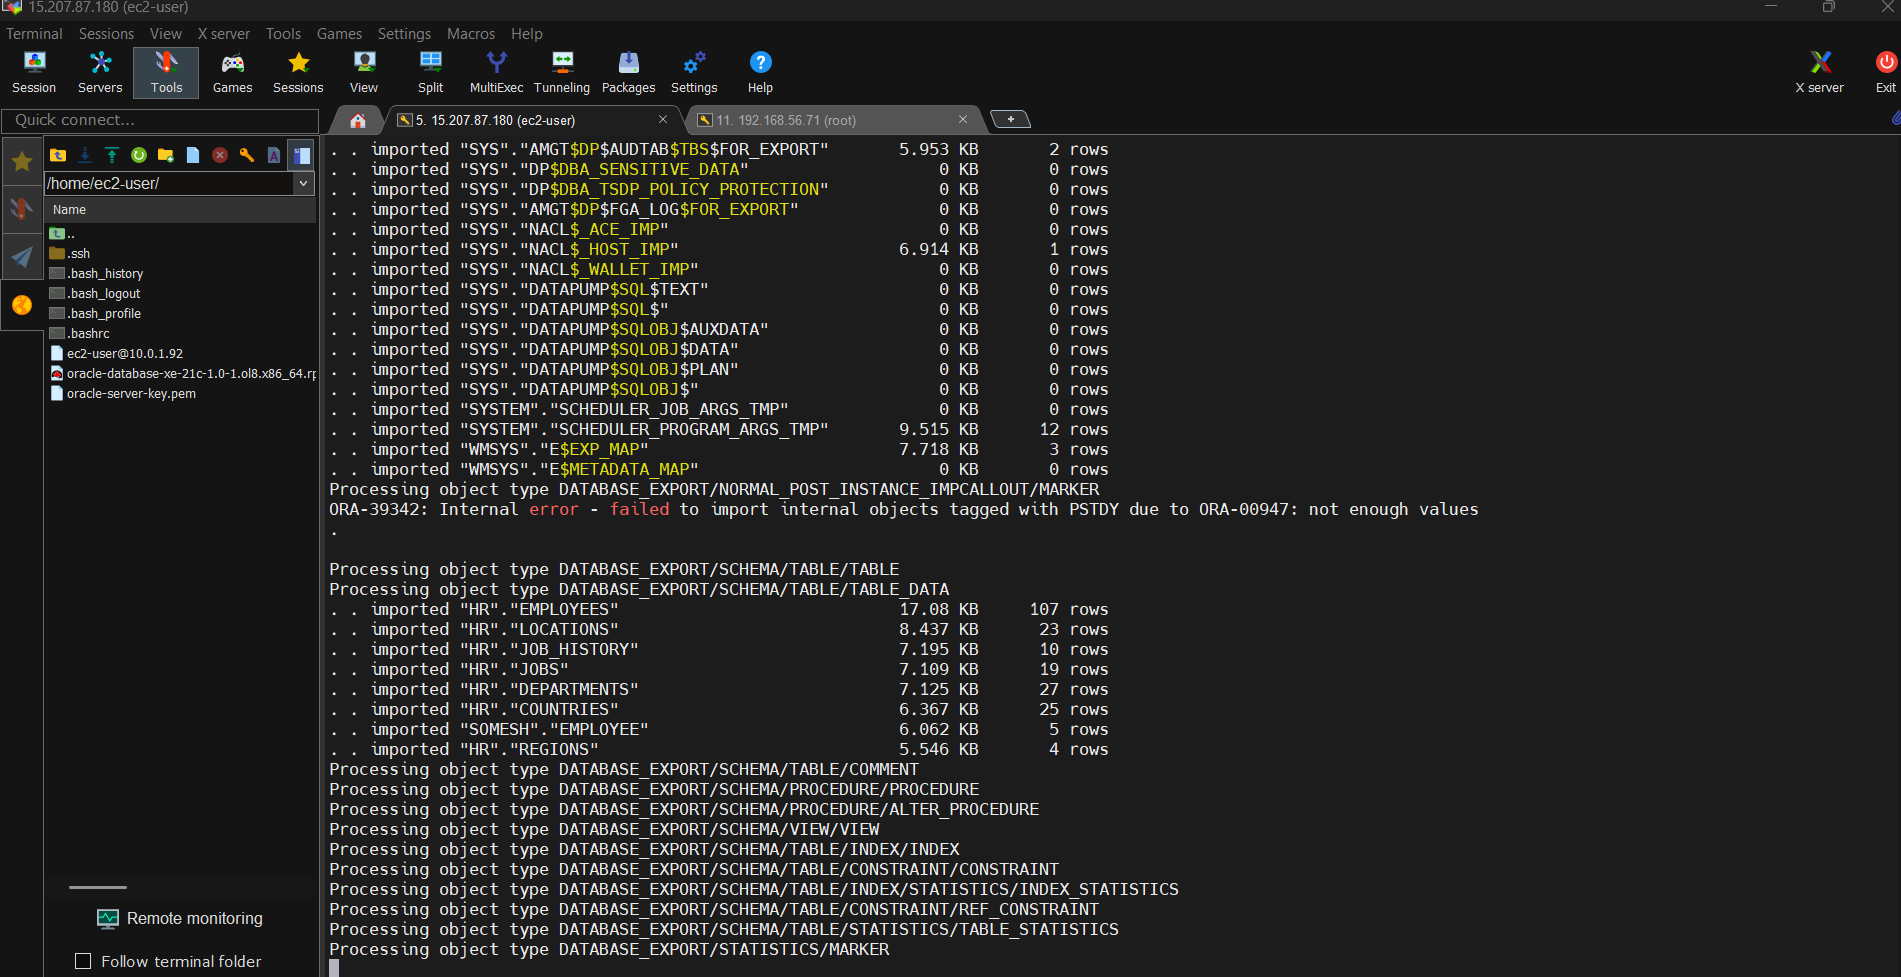 15.207.87.180 (ec2-user)
Terminal Sessions View X server Tools Games Settings Macros Help
Session Servers Tools Games Sessions View Split MultiExec Tunneling Packages Settings Help X server Exit
Quick connect...
5. 15.207.87.180 (ec2-user)
11. 192.168.56.71 (root)
/home/ec2-user/
Name
..
.ssh
.bash_history
.bash_logout
.bash_profile
.bashrc
ec2-user@10.0.1.92
oracle-database-xe-21c-1.0-1.ol8.x86_64.rp
oracle-server-key.pem
Remote monitoring
Follow terminal folder
. . imported "SYS"."AMGT$DP$AUDTAB$TBS$FOR_EXPORT" 5.953 KB 2 rows
. . imported "SYS"."DP$DBA_SENSITIVE_DATA" 0 KB 0 rows
. . imported "SYS"."DP$DBA_TSDP_POLICY_PROTECTION" 0 KB 0 rows
. . imported "SYS"."AMGT$DP$FGA_LOG$FOR_EXPORT" 0 KB 0 rows
. . imported "SYS"."NACL$_ACE_IMP" 0 KB 0 rows
. . imported "SYS"."NACL$_HOST_IMP" 6.914 KB 1 rows
. . imported "SYS"."NACL$_WALLET_IMP" 0 KB 0 rows
. . imported "SYS"."DATAPUMP$SQL$TEXT" 0 KB 0 rows
. . imported "SYS"."DATAPUMP$SQL$" 0 KB 0 rows
. . imported "SYS"."DATAPUMP$SQLOBJ$AUXDATA" 0 KB 0 rows
. . imported "SYS"."DATAPUMP$SQLOBJ$DATA" 0 KB 0 rows
. . imported "SYS"."DATAPUMP$SQLOBJ$PLAN" 0 KB 0 rows
. . imported "SYS"."DATAPUMP$SQLOBJ$" 0 KB 0 rows
. . imported "SYSTEM"."SCHEDULER_JOB_ARGS_TMP" 0 KB 0 rows
. . imported "SYSTEM"."SCHEDULER_PROGRAM_ARGS_TMP" 9.515 KB 12 rows
. . imported "WMSYS"."E$EXP_MAP" 7.718 KB 3 rows
. . imported "WMSYS"."E$METADATA_MAP" 0 KB 0 rows
Processing object type DATABASE_EXPORT/NORMAL_POST_INSTANCE_IMPCALLOUT/MARKER
ORA-39342: Internal error - failed to import internal objects tagged with PSTDY due to ORA-00947: not enough values
.
Processing object type DATABASE_EXPORT/SCHEMA/TABLE/TABLE
Processing object type DATABASE_EXPORT/SCHEMA/TABLE/TABLE_DATA
. . imported "HR"."EMPLOYEES" 17.08 KB 107 rows
. . imported "HR"."LOCATIONS" 8.437 KB 23 rows
. . imported "HR"."JOB_HISTORY" 7.195 KB 10 rows
. . imported "HR"."JOBS" 7.109 KB 19 rows
. . imported "HR"."DEPARTMENTS" 7.125 KB 27 rows
. . imported "HR"."COUNTRIES" 6.367 KB 25 rows
. . imported "SOMESH"."EMPLOYEE" 6.062 KB 5 rows
. . imported "HR"."REGIONS" 5.546 KB 4 rows
Processing object type DATABASE_EXPORT/SCHEMA/TABLE/COMMENT
Processing object type DATABASE_EXPORT/SCHEMA/PROCEDURE/PROCEDURE
Processing object type DATABASE_EXPORT/SCHEMA/PROCEDURE/ALTER_PROCEDURE
Processing object type DATABASE_EXPORT/SCHEMA/VIEW/VIEW
Processing object type DATABASE_EXPORT/SCHEMA/TABLE/INDEX/INDEX
Processing object type DATABASE_EXPORT/SCHEMA/TABLE/CONSTRAINT/CONSTRAINT
Processing object type DATABASE_EXPORT/SCHEMA/TABLE/INDEX/STATISTICS/INDEX_STATISTICS
Processing object type DATABASE_EXPORT/SCHEMA/TABLE/CONSTRAINT/REF_CONSTRAINT
Processing object type DATABASE_EXPORT/SCHEMA/TABLE/STATISTICS/TABLE_STATISTICS
Processing object type DATABASE_EXPORT/STATISTICS/MARKER